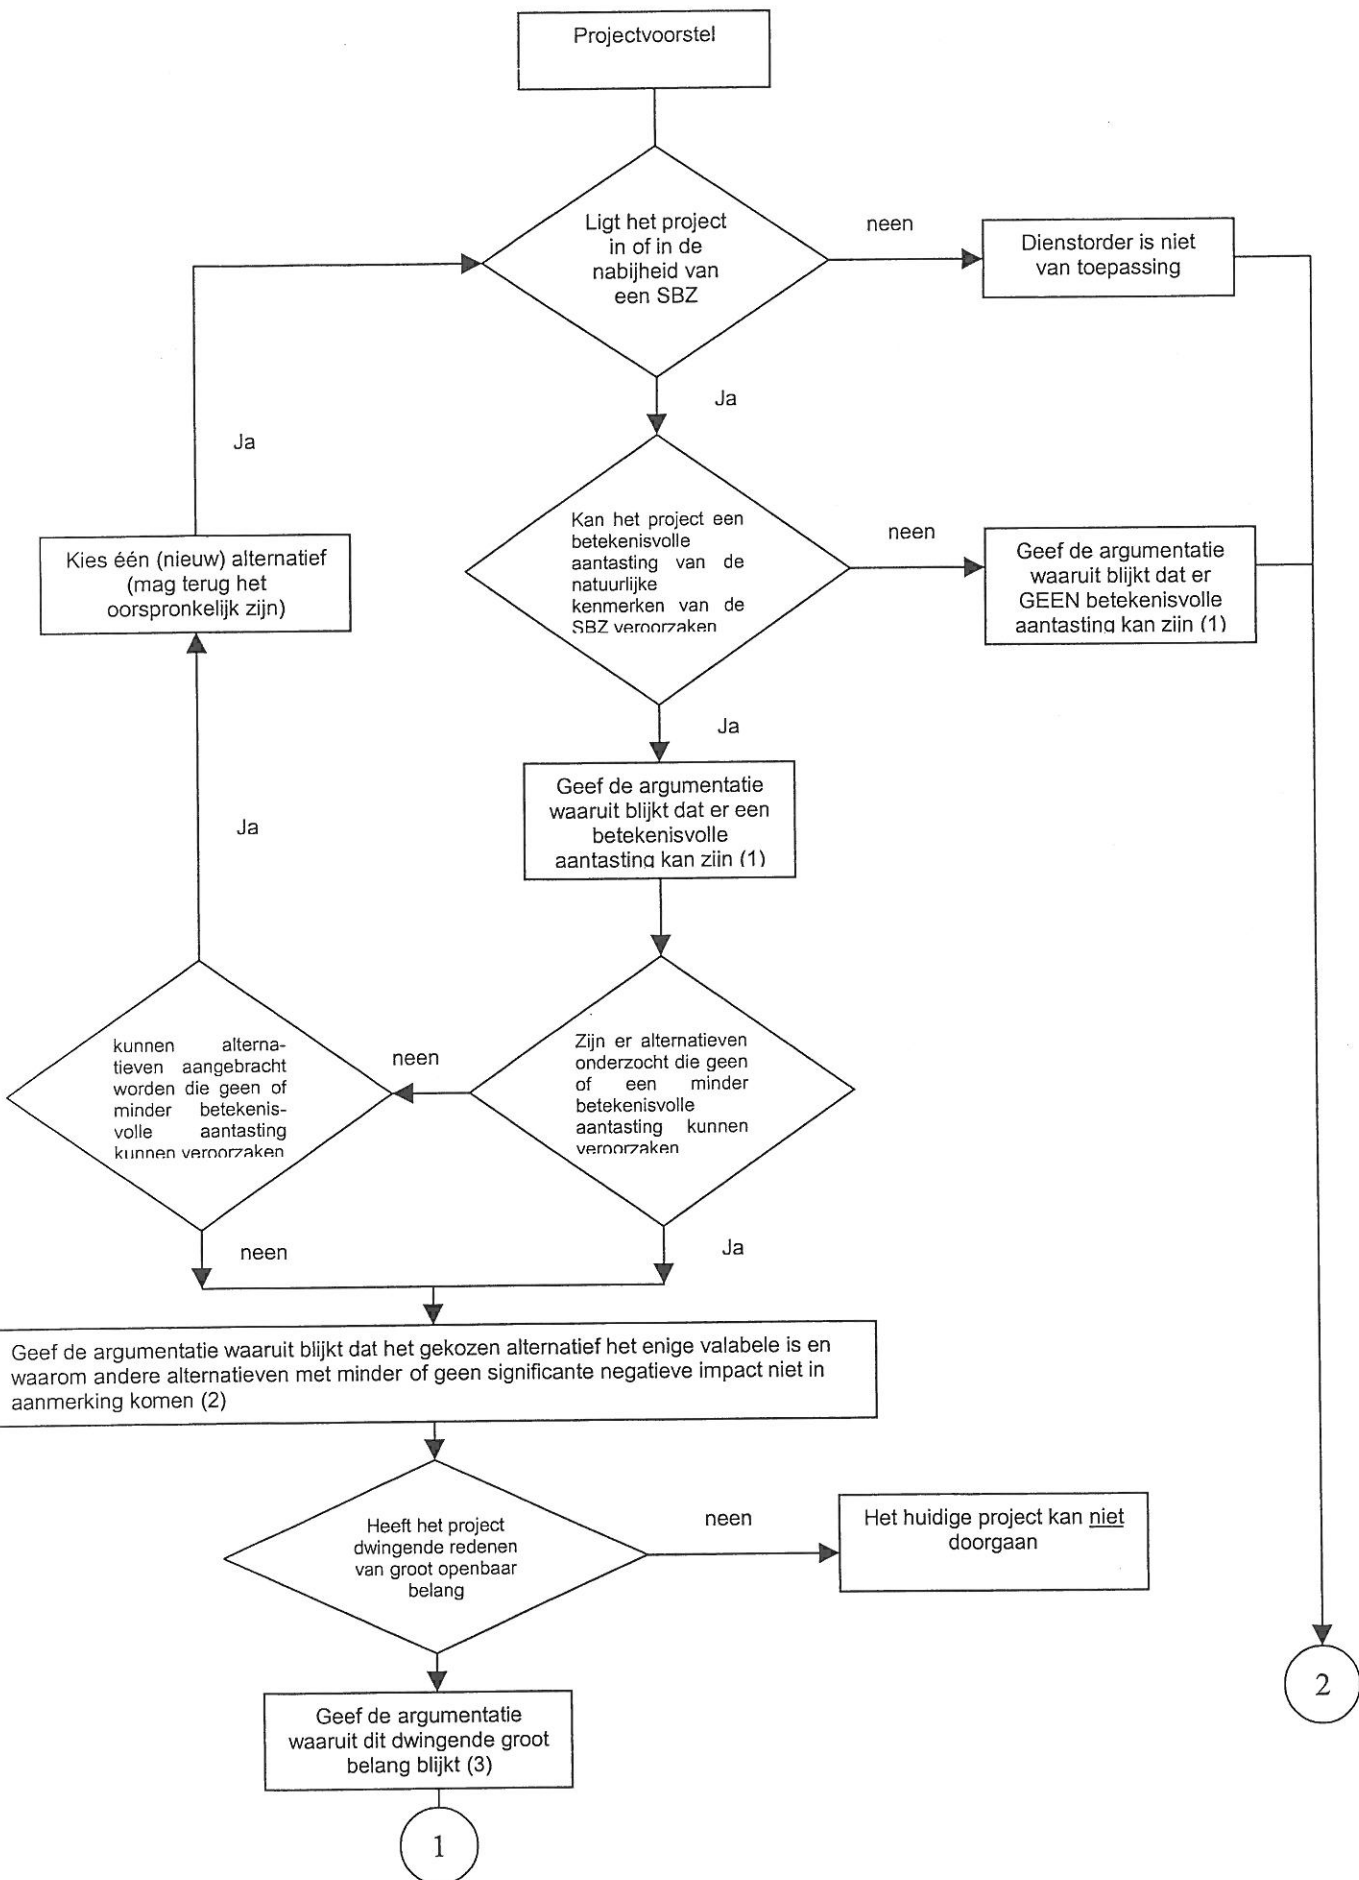 Projectvoorstel
Ligt het project
in of in de
nabijheid van
een SBZ
neen
Dienstorder is niet
van toepassing
Ja
Ja
Kies één (nieuw) alternatief
(mag terug het
oorspronkelijk zijn)
Kan het project een
betekenisvolle
aantasting van de
natuurlijke
kenmerken van de
SBZ veroorzaken
neen
Geef de argumentatie
waaruit blijkt dat er
GEEN betekenisvolle
aantasting kan zijn (1)
Ja
Geef de argumentatie
waaruit blijkt dat er een
betekenisvolle
aantasting kan zijn (1)
Ja
kunnen alterna-
tieven aangebracht
worden die geen of
minder betekenis-
volle aantasting
kunnen veroorzaken
neen
Zijn er alternatieven
onderzocht die geen
of een minder
betekenisvolle
aantasting kunnen
veroorzaken
neen
Ja
Geef de argumentatie waaruit blijkt dat het gekozen alternatief het enige valabele is en
waarom andere alternatieven met minder of geen significante negatieve impact niet in
aanmerking komen (2)
Heeft het project
dwingende redenen
van groot openbaar
belang
neen
Het huidige project kan niet
doorgaan
Geef de argumentatie
waaruit dit dwingende groot
belang blijkt (3)
2
1